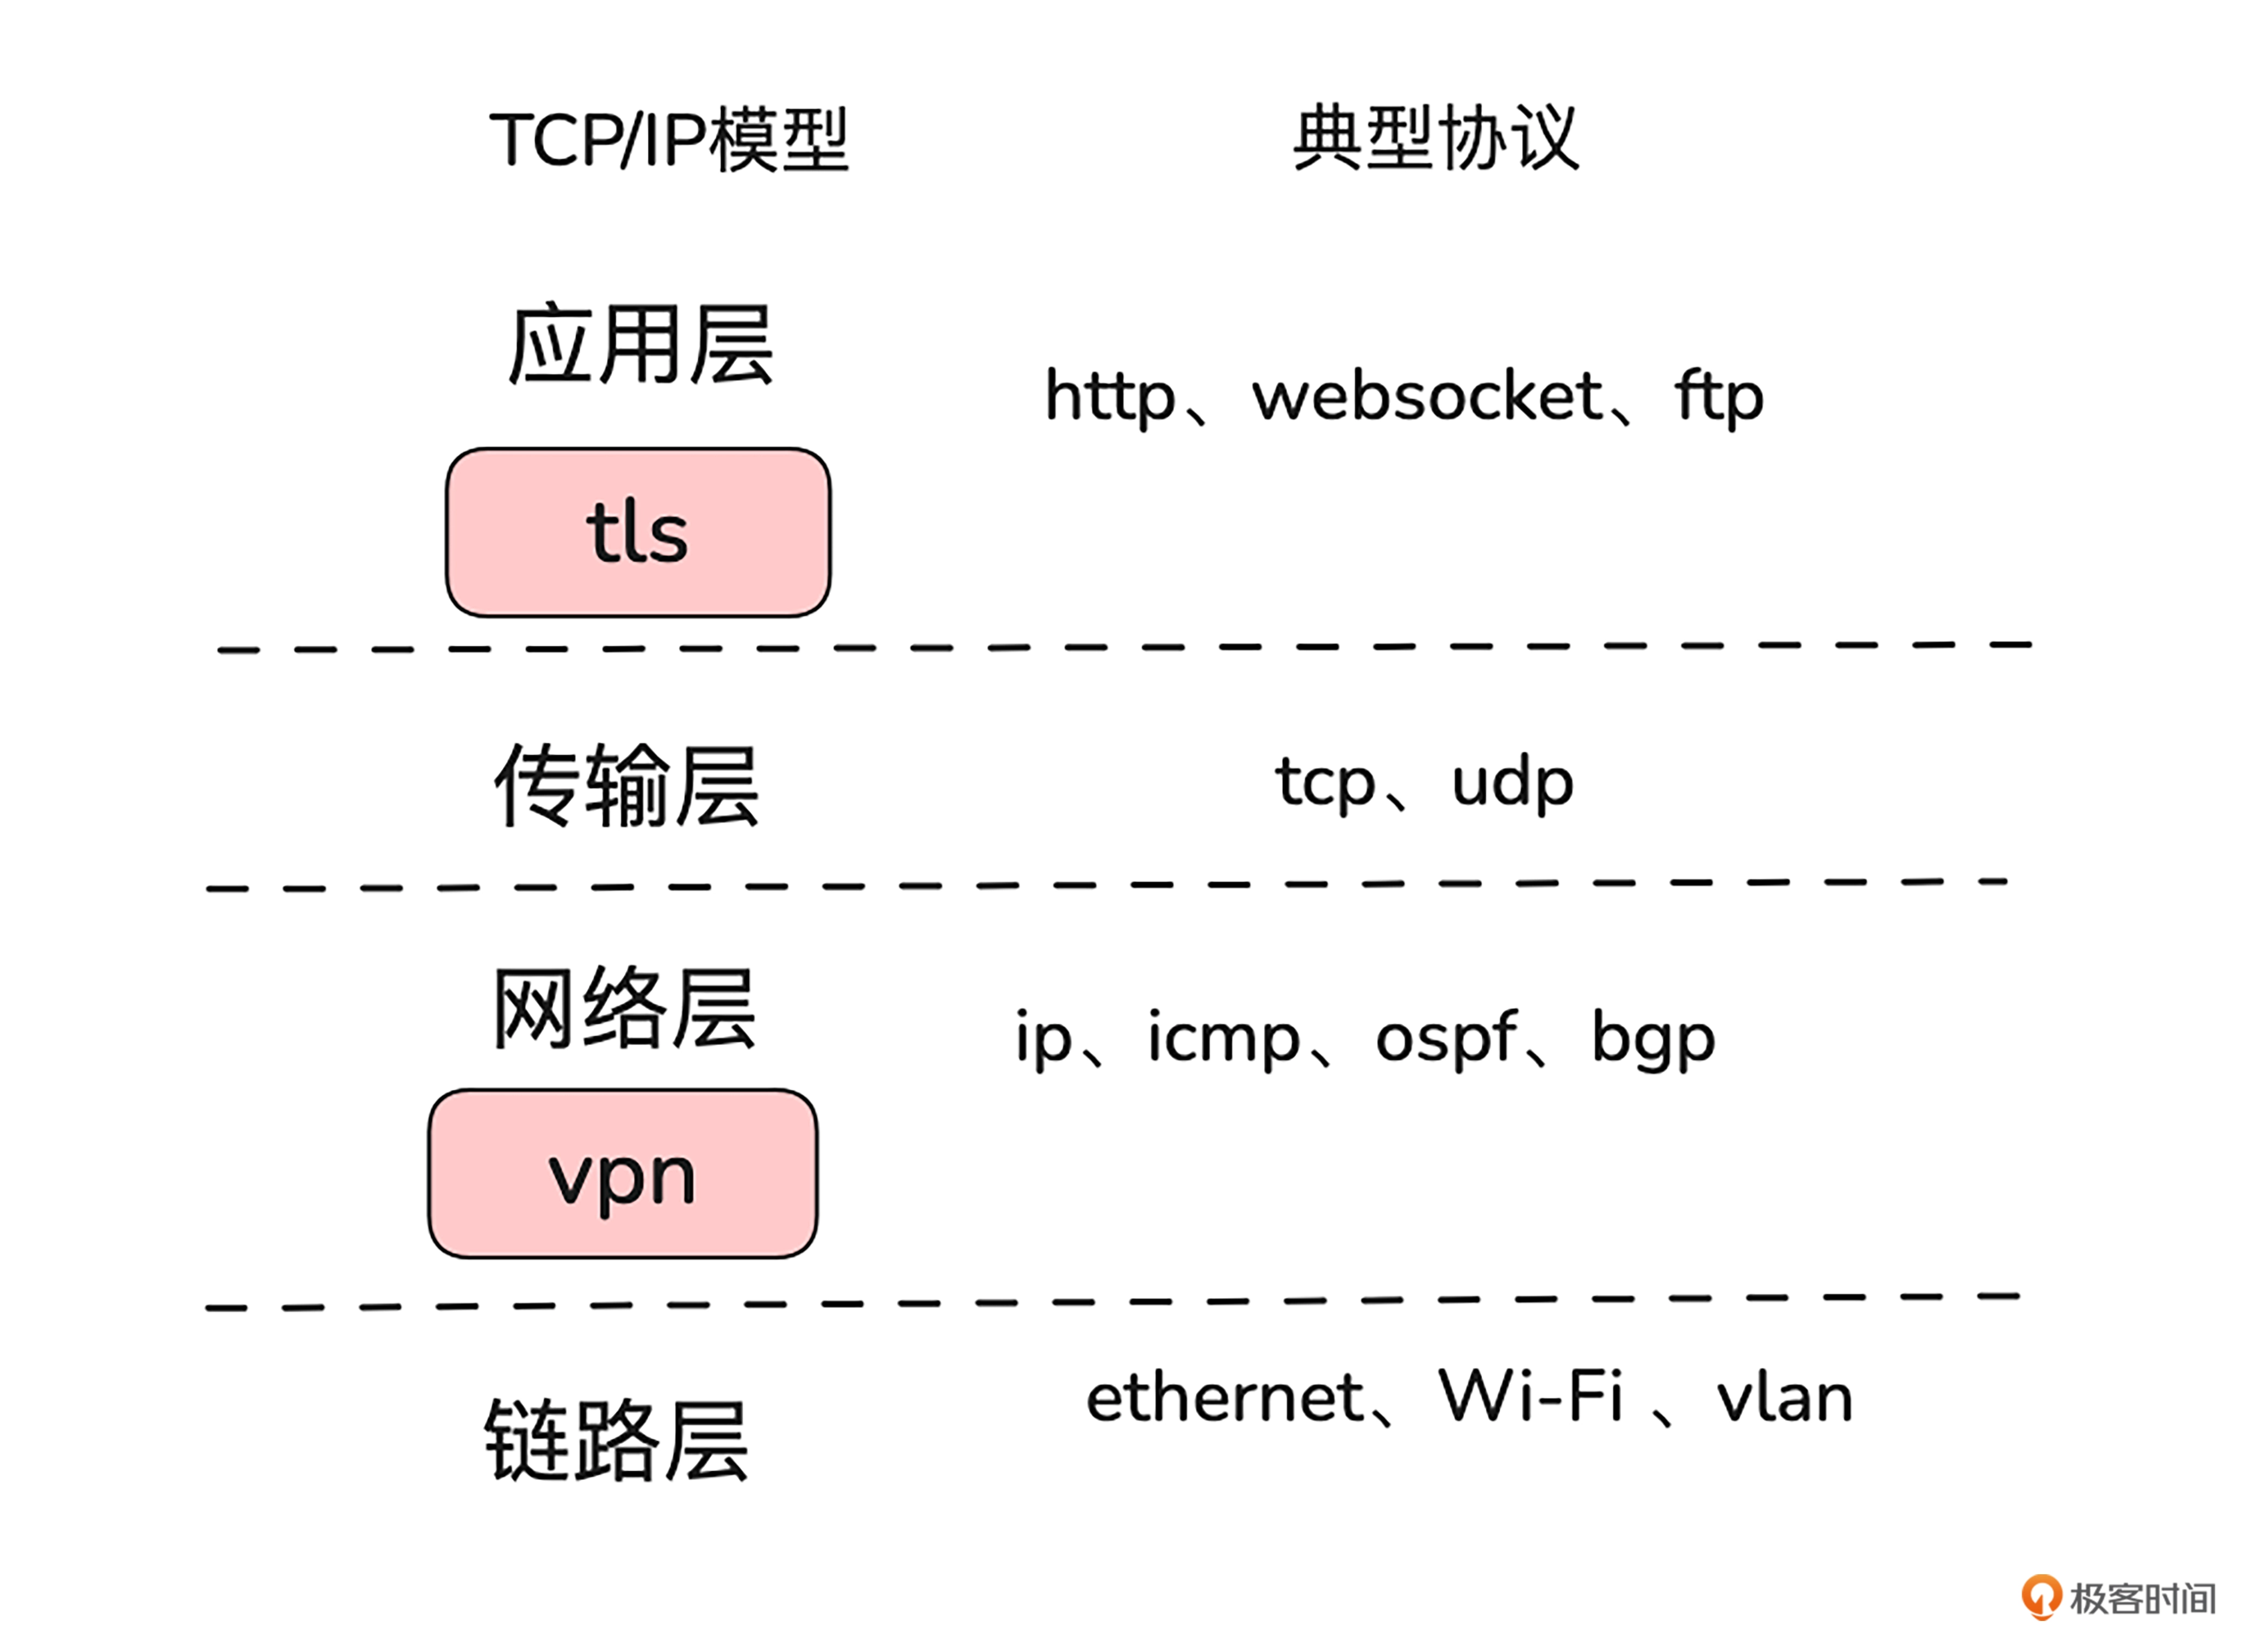 TCP/IP模型 典型协议
应用层
http、websocket、ftp
tls
传输层 tcp、udp
网络层 ip、icmp、ospf、bgp
vpn
ethernet、Wi-Fi 、vlan
链路层
极客时间